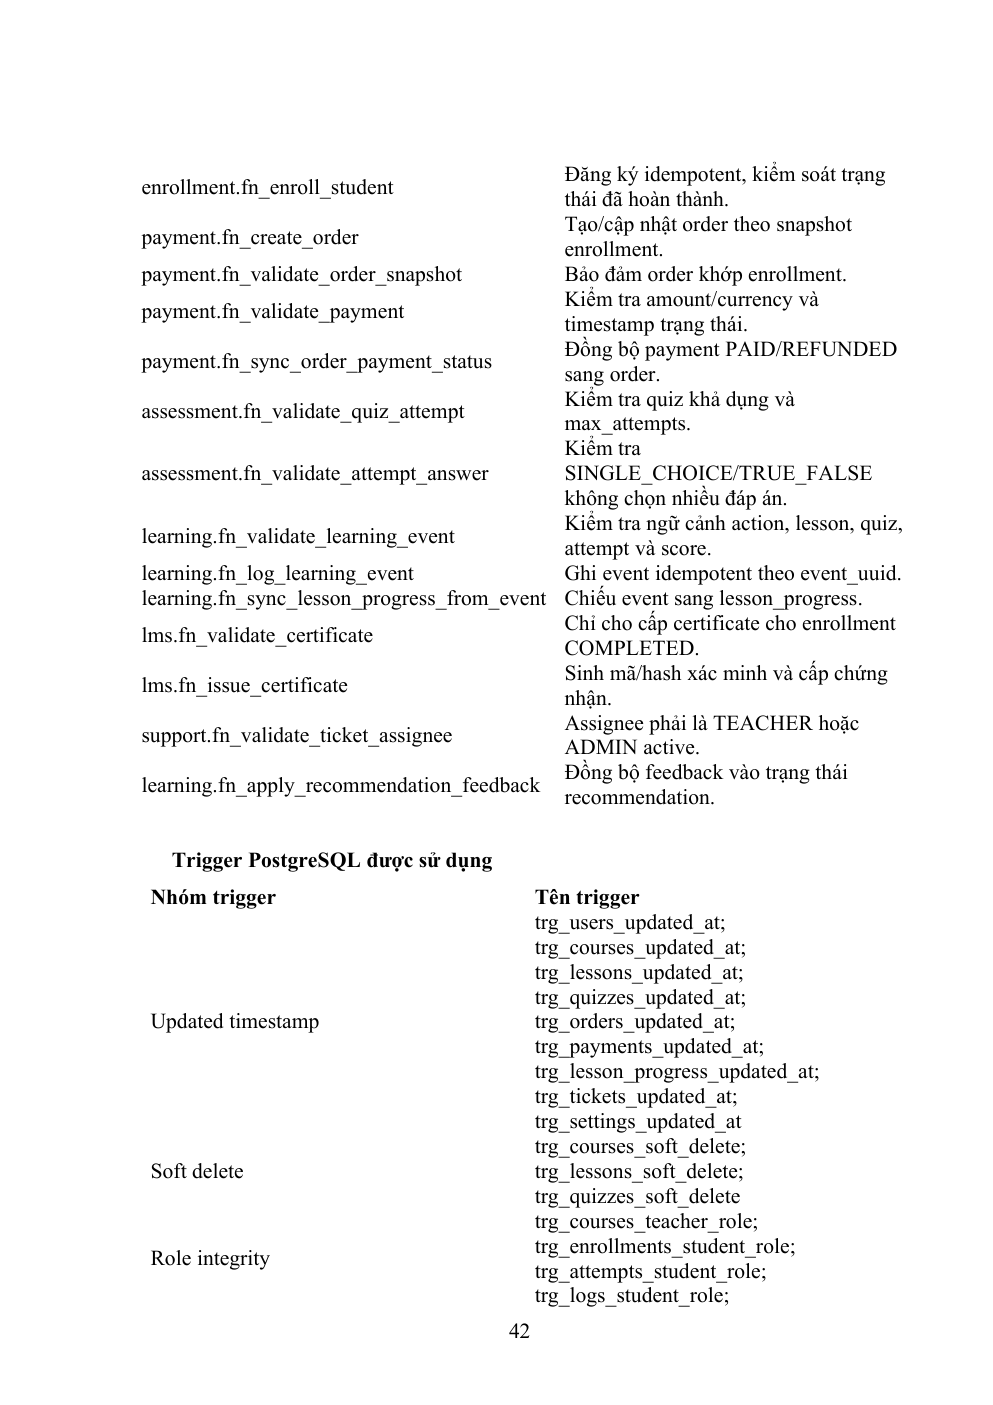 enrollment.fn_enroll_student
Đăng ký idempotent, kiểm soát trạng
thái đã hoàn thành.
payment.fn_create_order
Tạo/cập nhật order theo snapshot
enrollment.
payment.fn_validate_order_snapshot
Bảo đảm order khớp enrollment.
payment.fn_validate_payment
Kiểm tra amount/currency và
timestamp trạng thái.
payment.fn_sync_order_payment_status
Đồng bộ payment PAID/REFUNDED
sang order.
assessment.fn_validate_quiz_attempt
Kiểm tra quiz khả dụng và
max_attempts.
assessment.fn_validate_attempt_answer
Kiểm tra
SINGLE_CHOICE/TRUE_FALSE
không chọn nhiều đáp án.
learning.fn_validate_learning_event
Kiểm tra ngữ cảnh action, lesson, quiz,
attempt và score.
learning.fn_log_learning_event
Ghi event idempotent theo event_uuid.
learning.fn_sync_lesson_progress_from_event
Chiếu event sang lesson_progress.
lms.fn_validate_certificate
Chỉ cho cấp certificate cho enrollment
COMPLETED.
lms.fn_issue_certificate
Sinh mã/hash xác minh và cấp chứng
nhận.
support.fn_validate_ticket_assignee
Assignee phải là TEACHER hoặc
ADMIN active.
learning.fn_apply_recommendation_feedback
Đồng bộ feedback vào trạng thái
recommendation.
Trigger PostgreSQL được sử dụng
Nhóm trigger
Tên trigger
Updated timestamp
trg_users_updated_at;
trg_courses_updated_at;
trg_lessons_updated_at;
trg_quizzes_updated_at;
trg_orders_updated_at;
trg_payments_updated_at;
trg_lesson_progress_updated_at;
trg_tickets_updated_at;
trg_settings_updated_at
Soft delete
trg_courses_soft_delete;
trg_lessons_soft_delete;
trg_quizzes_soft_delete
Role integrity
trg_courses_teacher_role;
trg_enrollments_student_role;
trg_attempts_student_role;
trg_logs_student_role;
42